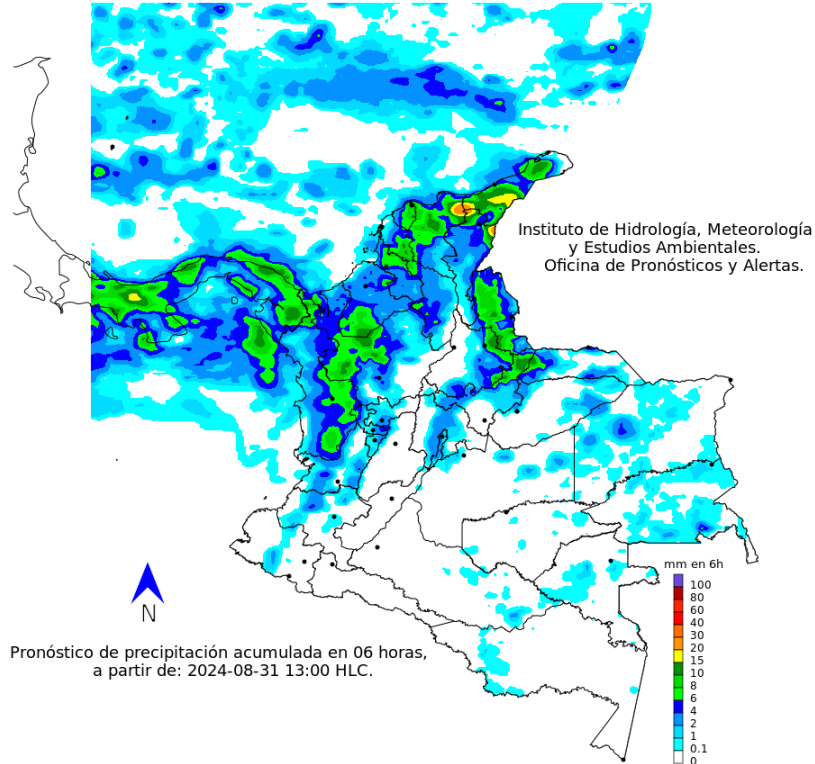 Instituto de Hidrología, Meteorología
y Estudios Ambientales.
Oficina de Pronósticos y Alertas.
mm en 6h
100
80
60
40
30
20
15
10
8
6
4
2
1
0.1
0
N
Pronóstico de precipitación acumulada en 06 horas,
a partir de: 2024-08-31 13:00 HLC.